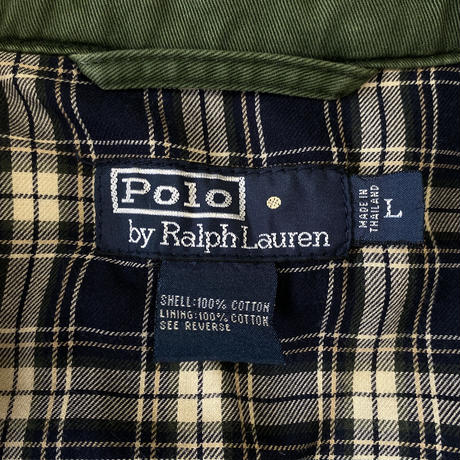 Polo
by Ralph Lauren
MADE IN
THAILAND
L
SHELL:100% COTTON
LINING:100% COTTON
SEE REVERSE